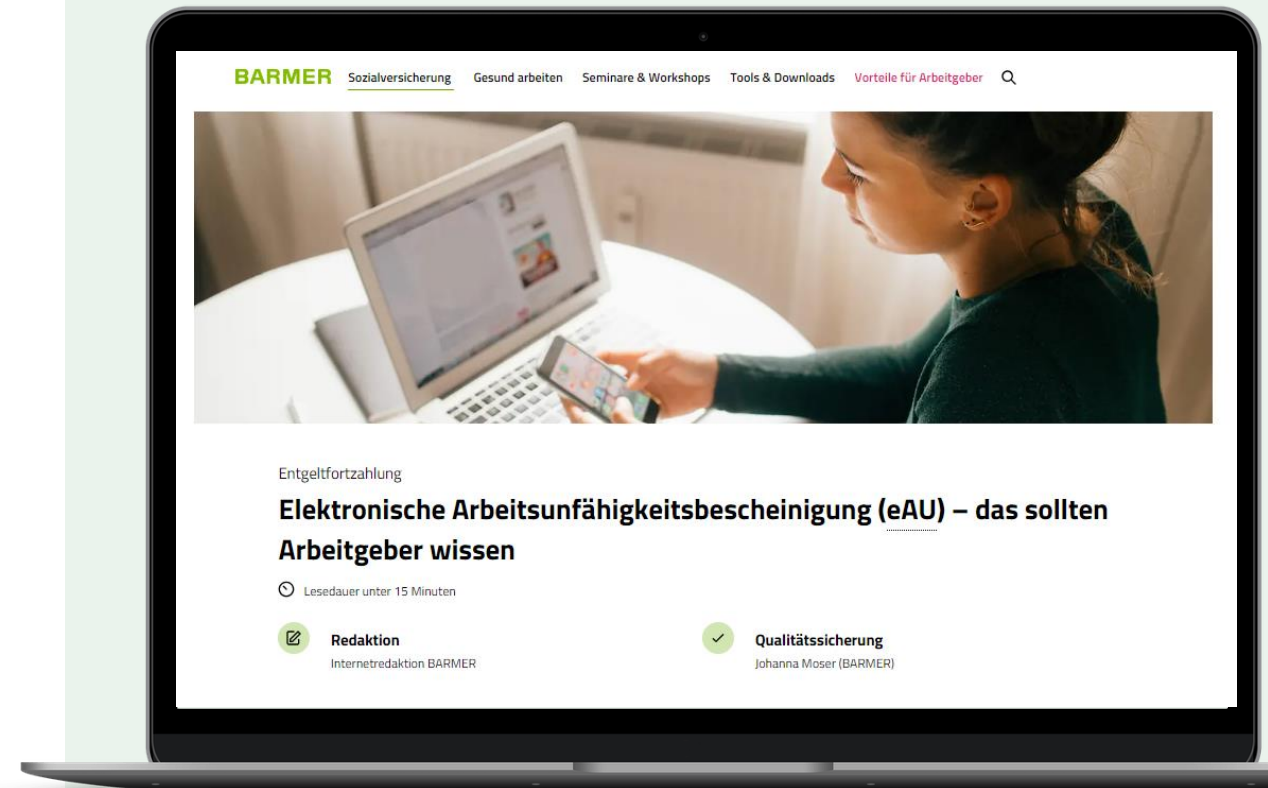 BARMER Sozialversicherung Gesund arbeiten Seminare & Workshops Tools & Downloads Vorteile für Arbeitgeber
Entgeltfortzahlung
Elektronische Arbeitsunfähigkeitsbescheinigung (eAU) – das sollten
Arbeitgeber wissen
Lesedauer unter 15 Minuten
Redaktion
Internetredaktion BARMER
Qualitätssicherung
Johanna Moser (BARMER)